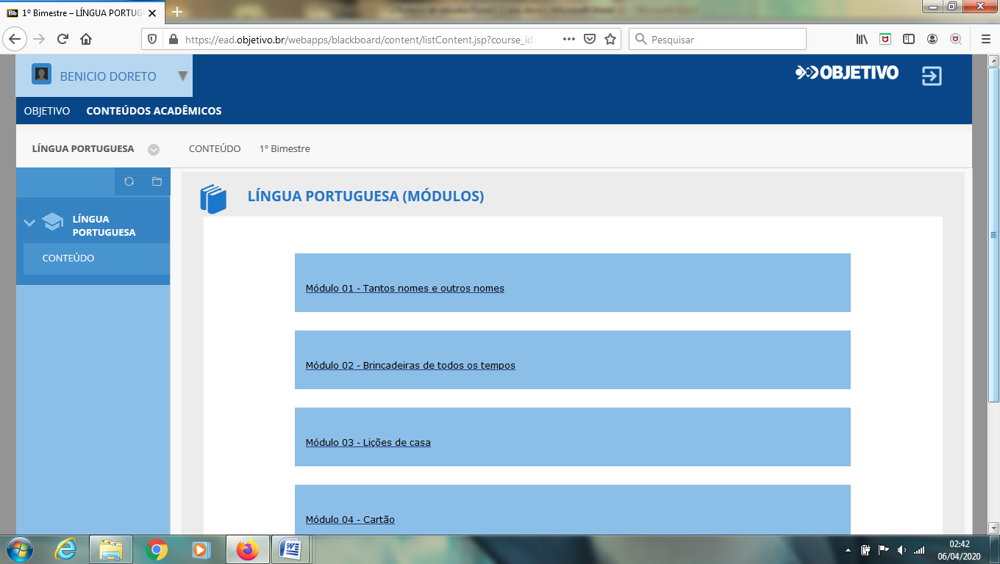 1º Bimestre – LÍNGUA PORTUG
https://ead.objetivo.br/webapps/blackboard/content/listContent.jsp?course_id
Pesquisar
BENICIO DORETO
OBJETIVO
OBJETIVO
CONTEÚDOS ACADÊMICOS
LÍNGUA PORTUGUESA
CONTEÚDO
1º Bimestre
LÍNGUA PORTUGUESA (MÓDULOS)
LÍNGUA
PORTUGUESA
CONTEÚDO
Módulo 01 - Tantos nomes e outros nomes
Módulo 02 - Brincadeiras de todos os tempos
Módulo 03 - Lições de casa
Módulo 04 - Cartão
02:42
06/04/2020